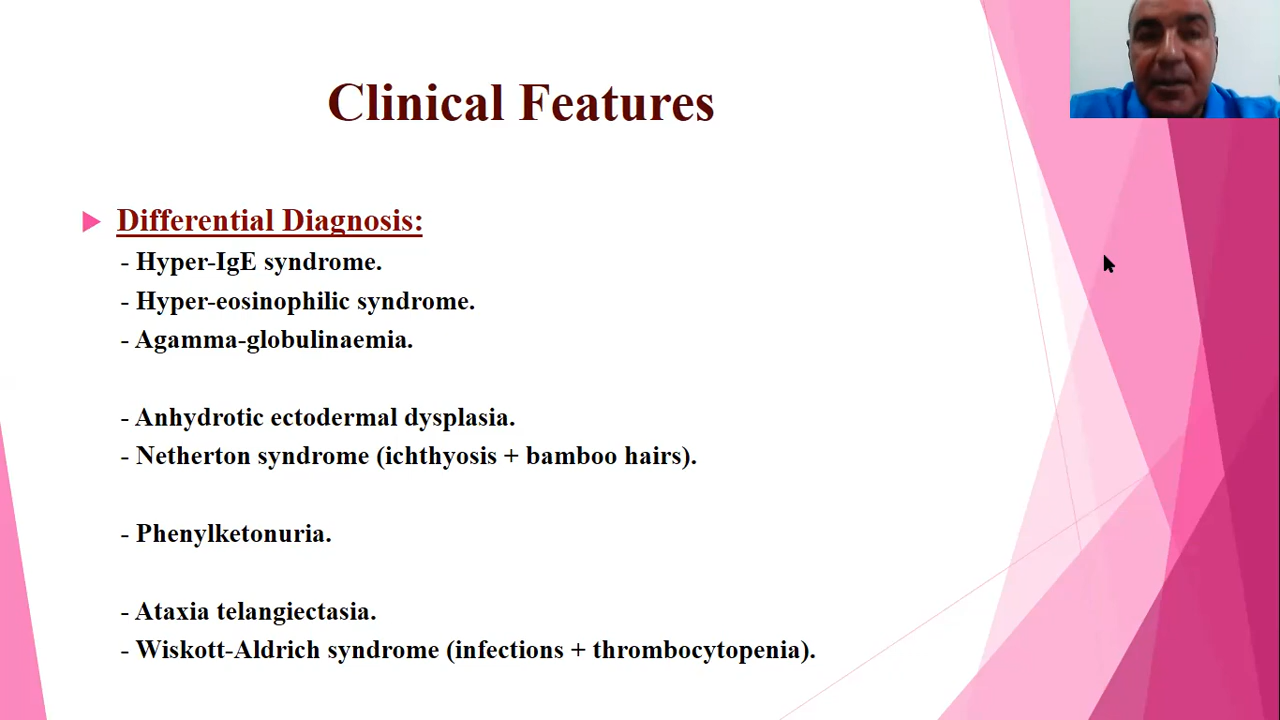 Clinical Features
Differential Diagnosis:
- Hyper-IgE syndrome.
- Hyper-eosinophilic syndrome.
- Agamma-globulinaemia.
- Anhydrotic ectodermal dysplasia.
- Netherton syndrome (ichthyosis + bamboo hairs).
- Phenylketonuria.
- Ataxia telangiectasia.
- Wiskott-Aldrich syndrome (infections + thrombocytopenia).